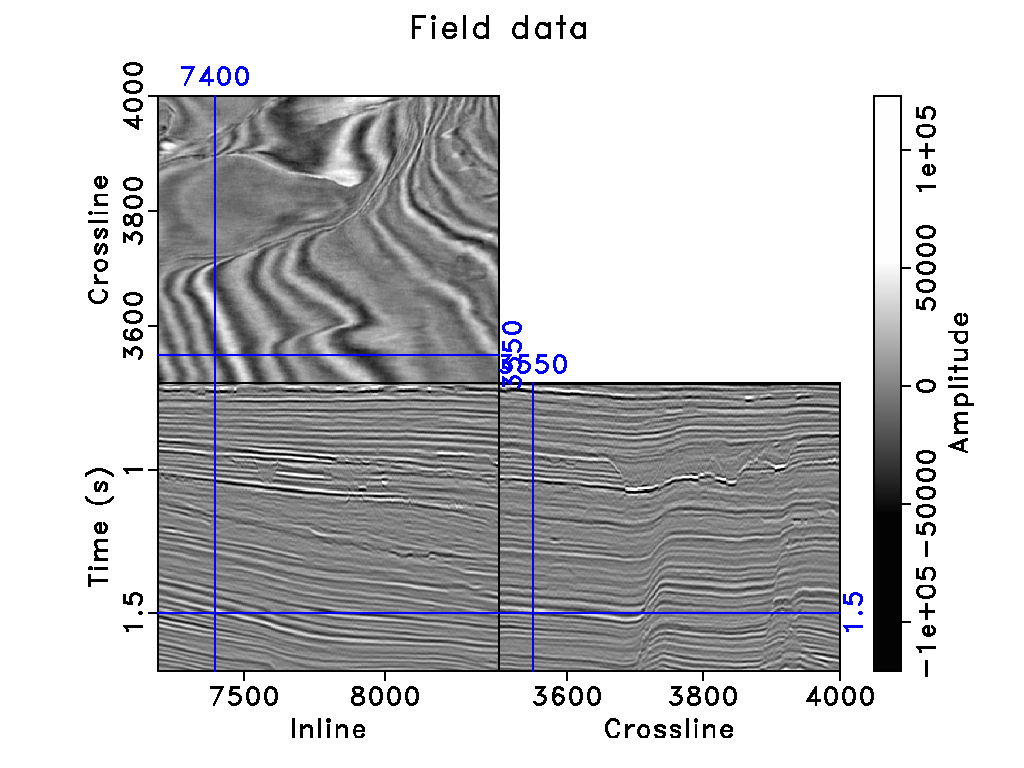 Field data
7400
4000
3800
3600
Crossline
3550
3550
1
1.5
Time (s)
1.5
7500
8000
Inline
3600
3800
4000
Crossline
1e+05
50000
0
−50000
−1e+05
Amplitude